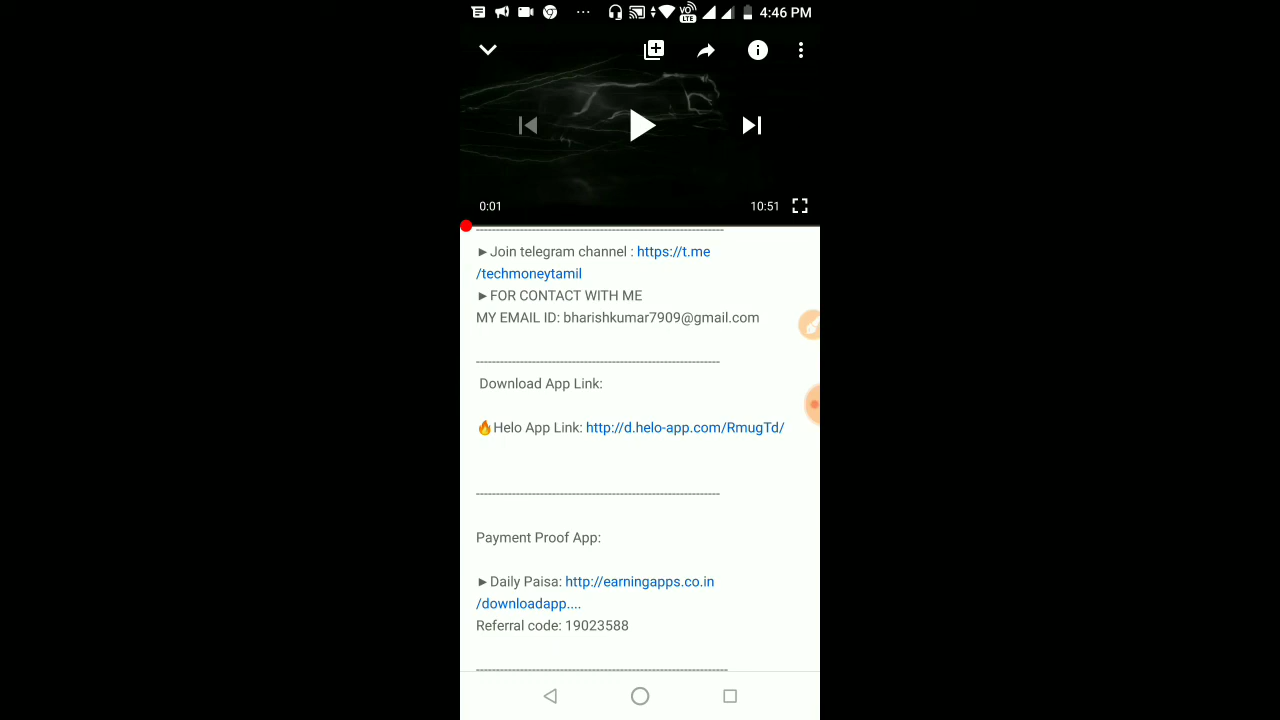 VO
LTE
4:46 PM
0:01
10:51
►Join telegram channel : https://t.me
/techmoneytamil
►FOR CONTACT WITH ME
MY EMAIL ID: bharishkumar7909@gmail.com
Download App Link:
🔥Helo App Link: http://d.helo-app.com/RmugTd/
Payment Proof App:
►Daily Paisa: http://earningapps.co.in
/downloadapp....
Referral code: 19023588